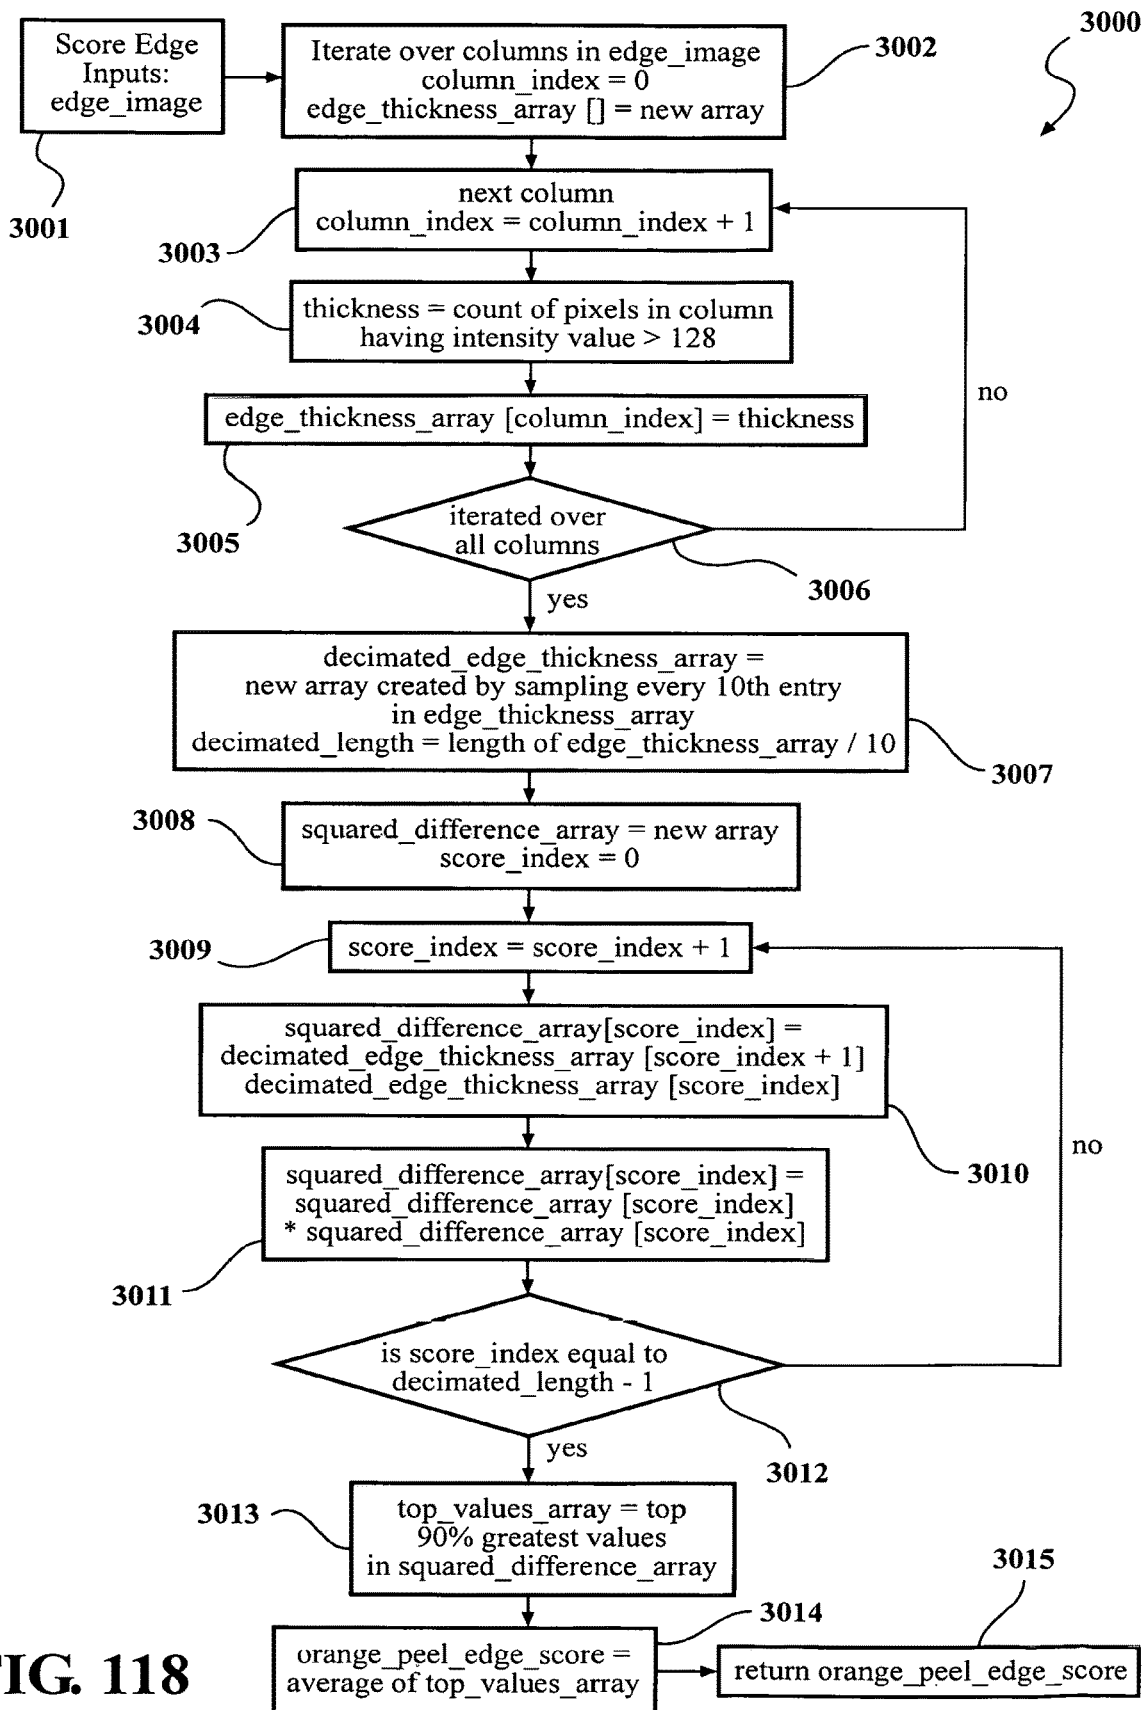 3000
Score Edge
Inputs:
edge_image
3001
Iterate over columns in edge_image
column_index = 0
edge_thickness_array [] = new array
3002
next column
column_index = column_index + 1
3003
thickness = count of pixels in column
having intensity value > 128
3004
edge_thickness_array [column_index] = thickness
3005
iterated over
all columns
3006
no
yes
decimated_edge_thickness_array =
new array created by sampling every 10th entry
in edge_thickness_array
decimated_length = length of edge_thickness_array / 10
3007
3008
squared_difference_array = new array
score_index = 0
3009
score_index = score_index + 1
squared_difference_array[score_index] =
decimated_edge_thickness_array [score_index + 1]
decimated_edge_thickness_array [score_index]
3010
squared_difference_array[score_index] =
squared_difference_array [score_index]
* squared_difference_array [score_index]
3011
no
is score_index equal to
decimated_length - 1
3012
yes
3013
top_values_array = top
90% greatest values
in squared_difference_array
3014
orange_peel_edge_score =
average of top_values_array
3015
return orange_peel_edge_score
IG. 118